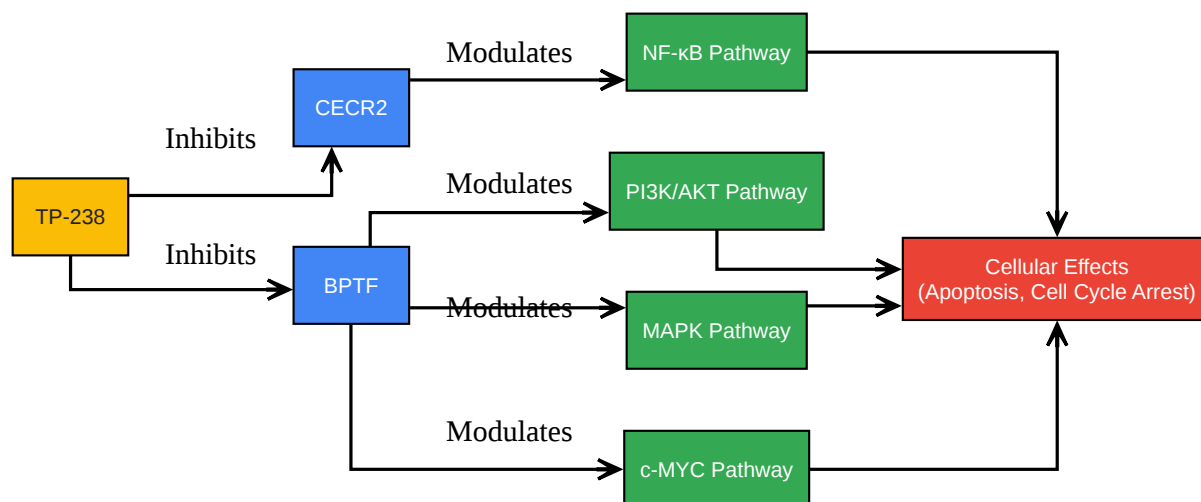 Modulates
NF-κB Pathway
CECR2
Inhibits
Modulates
PI3K/AKT Pathway
TP-238
Inhibits
BPTF
Cellular Effects
(Apoptosis, Cell Cycle Arrest)
Modulates
MAPK Pathway
Modulates
c-MYC Pathway